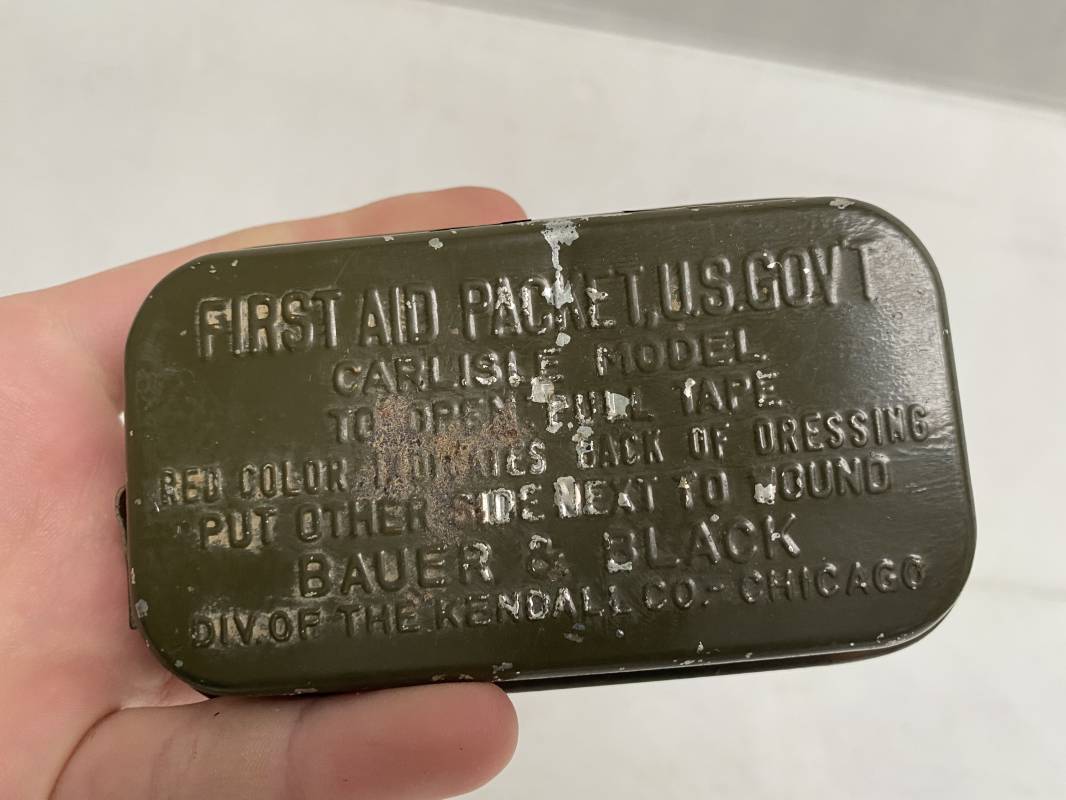 FIRST AID PACKET, U.S. GOV'T
CARLISLE MODEL
TO OPEN PULL TAPE
RED COLOR INDICATES BACK OF DRESSING
PUT OTHER SIDE NEXT TO WOUND
BAUER & BLACK
DIV. OF THE KENDALL CO.- CHICAGO